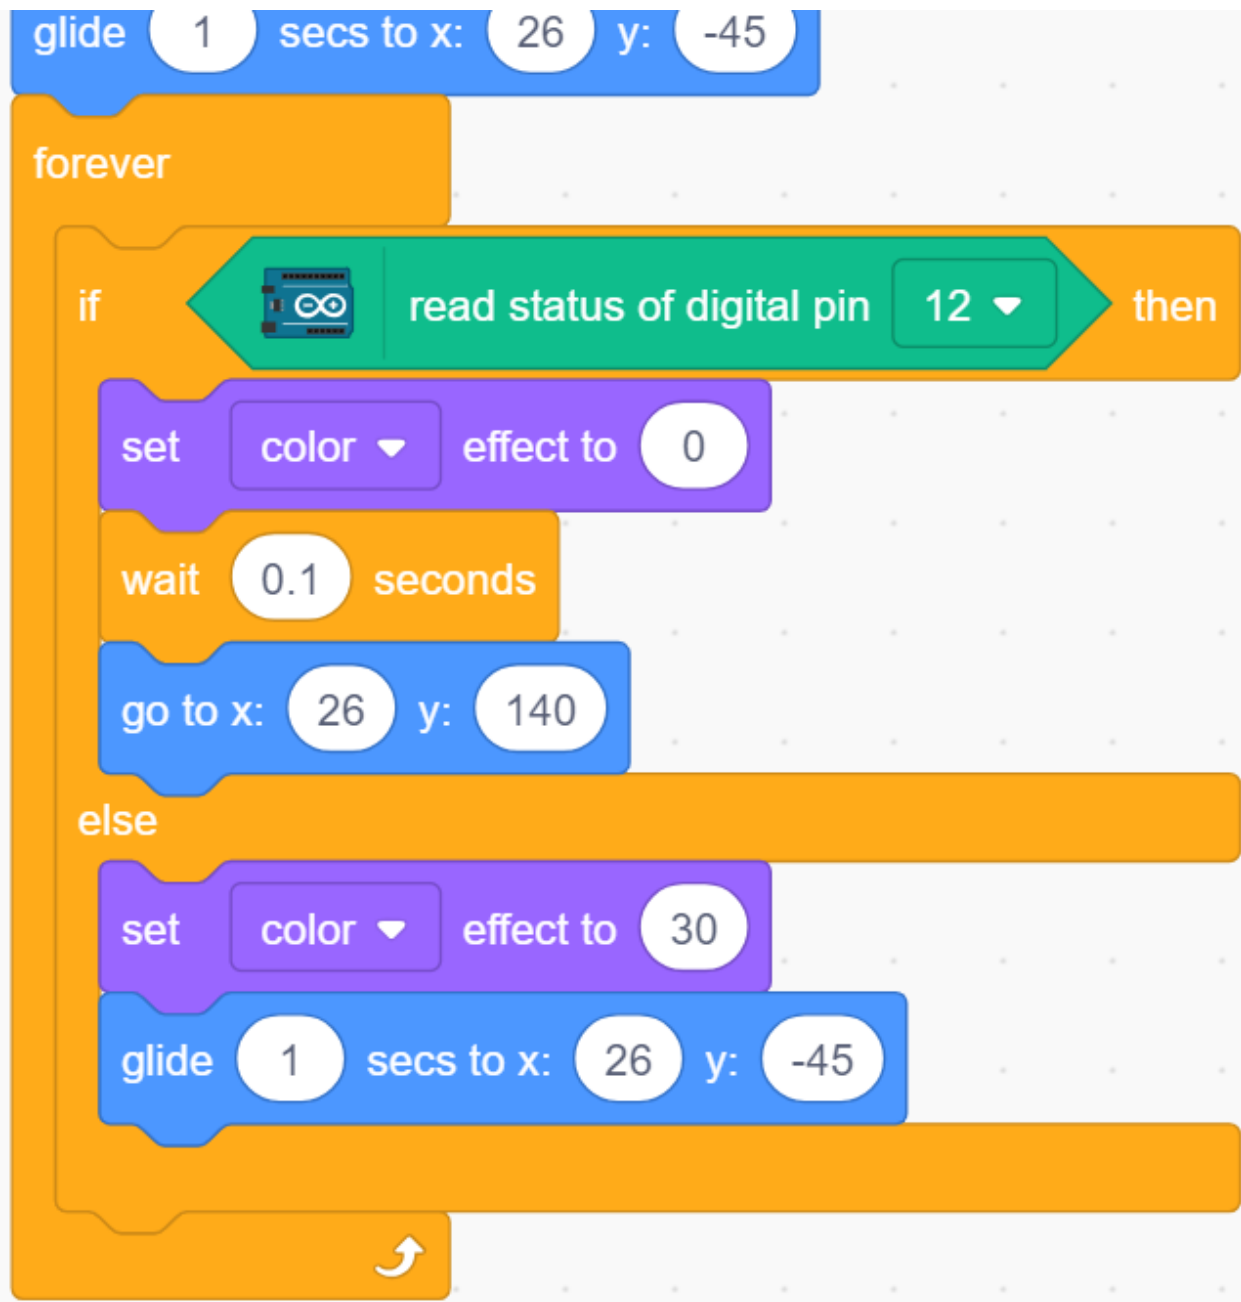 glide 1 secs to x: 26 y: -45
forever
if read status of digital pin 12 then
set color effect to 0
wait 0.1 seconds
go to x: 26 y: 140
else
set color effect to 30
glide 1 secs to x: 26 y: -45